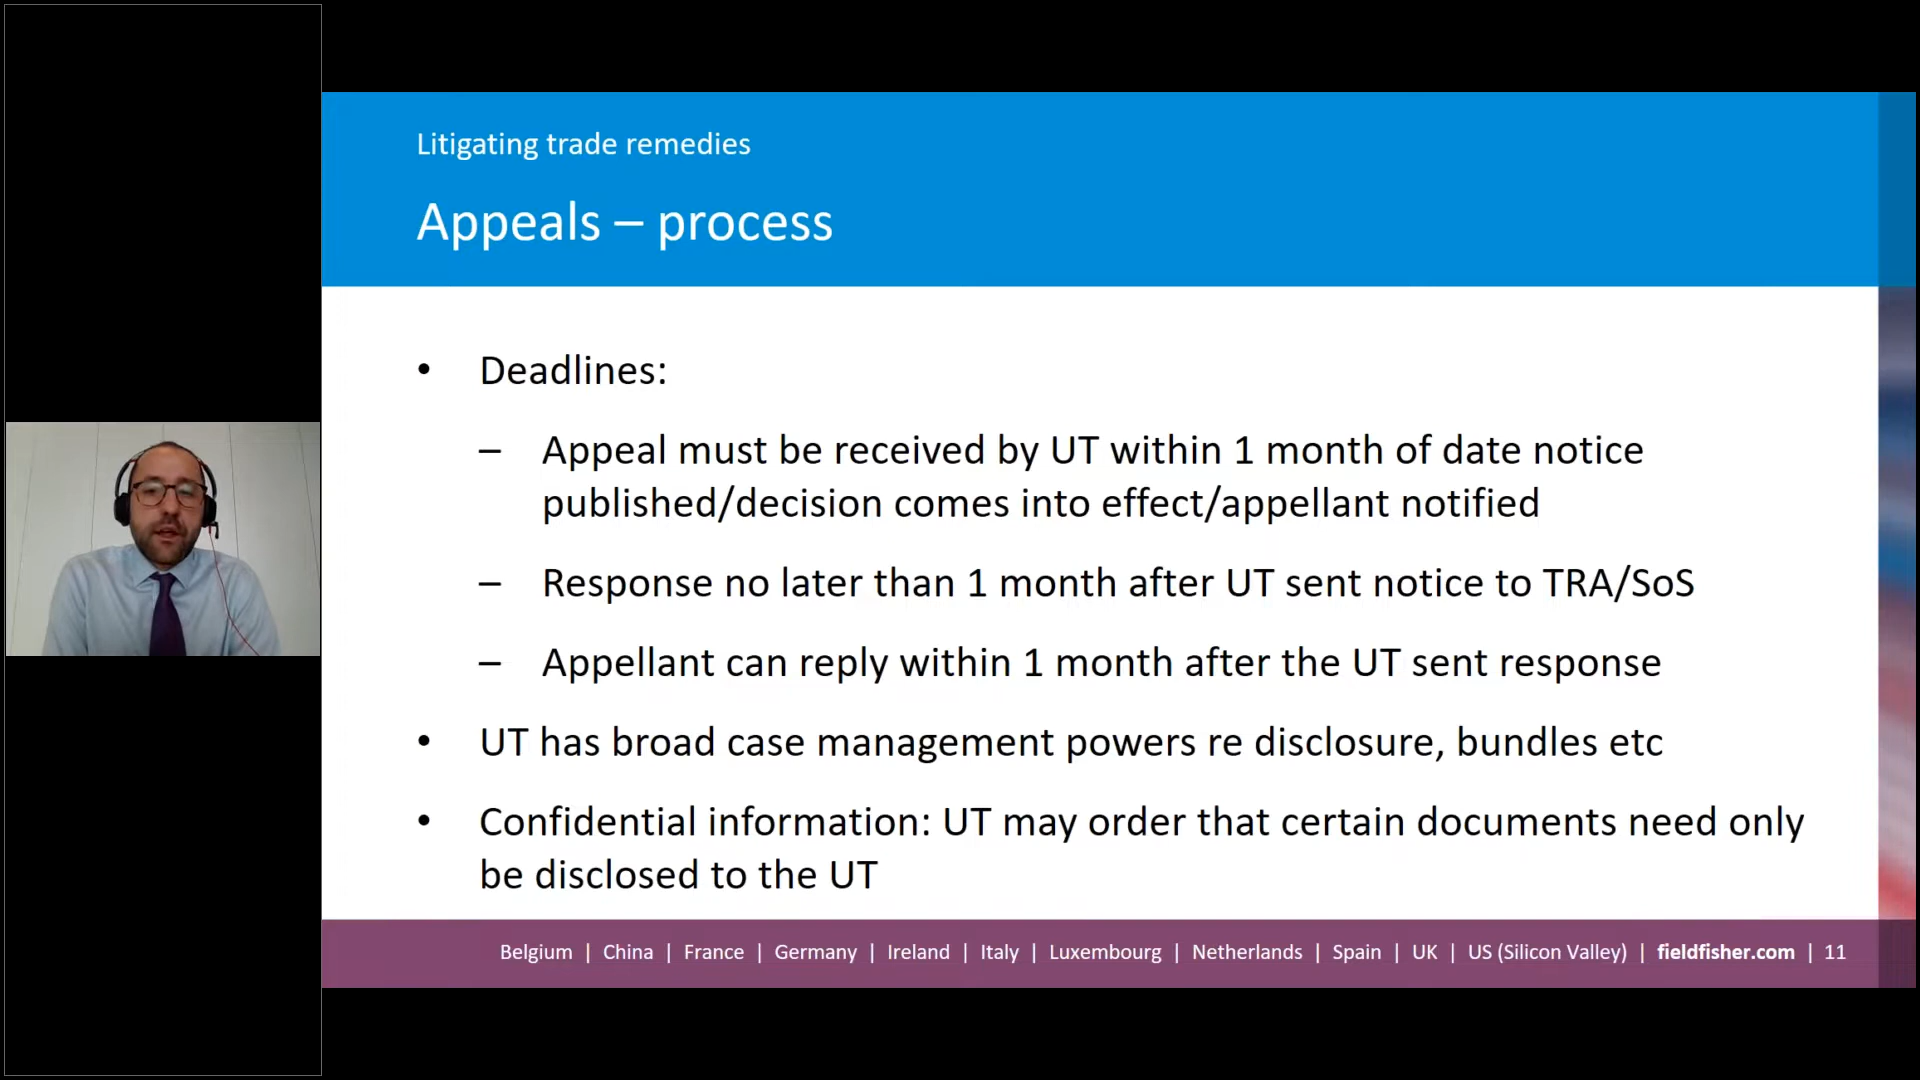 Litigating trade remedies
Appeals – process
• Deadlines:
– Appeal must be received by UT within 1 month of date notice
published/decision comes into effect/appellant notified
– Response no later than 1 month after UT sent notice to TRA/SoS
– Appellant can reply within 1 month after the UT sent response
• UT has broad case management powers re disclosure, bundles etc
• Confidential information: UT may order that certain documents need only
be disclosed to the UT
Belgium | China | France | Germany | Ireland | Italy | Luxembourg | Netherlands | Spain | UK | US (Silicon Valley) | fieldfisher.com | 11